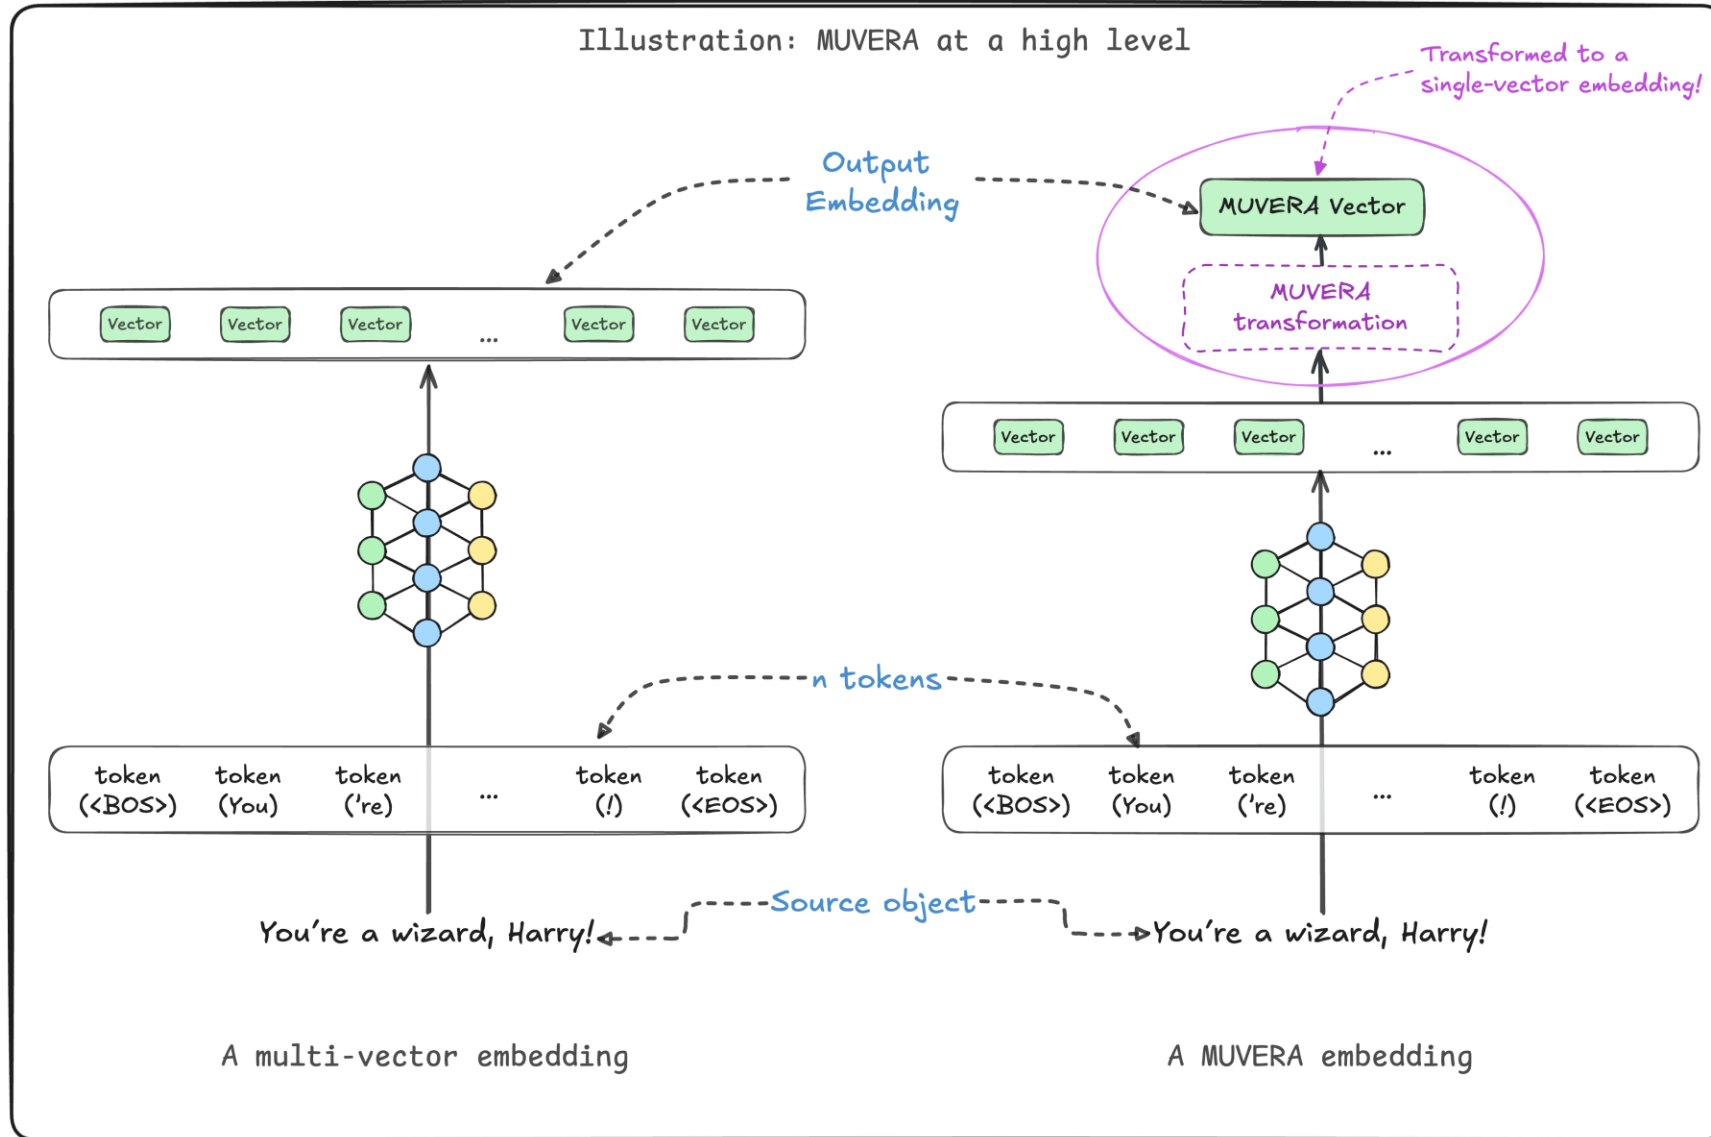 Illustration: MUVERA at a high level
Transformed to a
single-vector embedding!
Output
Embedding
MUVERA Vector
MUVERA
transformation
Vector Vector Vector ... Vector Vector
Vector Vector Vector ... Vector Vector
n tokens
token token token ... token token
(<BOS>) (You) ('re) (!) (<EOS>)
token token token ... token token
(<BOS>) (You) ('re) (!) (<EOS>)
Source object
You're a wizard, Harry!
You're a wizard, Harry!
A multi-vector embedding
A MUVERA embedding